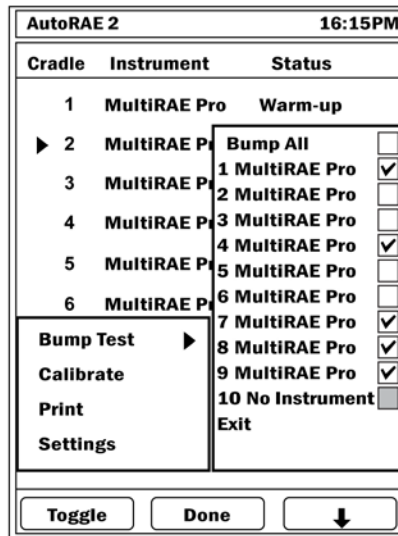 AutoRAE 2 16:15PM
Cradle Instrument Status
1 MultiRAE Pro Warm-up
2 MultiRAE P
3 MultiRAE P
4 MultiRAE P
5 MultiRAE P
6 MultiRAE P
Bump All
1 MultiRAE Pro
2 MultiRAE Pro
3 MultiRAE Pro
4 MultiRAE Pro
5 MultiRAE Pro
6 MultiRAE Pro
7 MultiRAE Pro
8 MultiRAE Pro
9 MultiRAE Pro
10 No Instrument
Exit
Bump Test
Calibrate
Print
Settings
Toggle Done